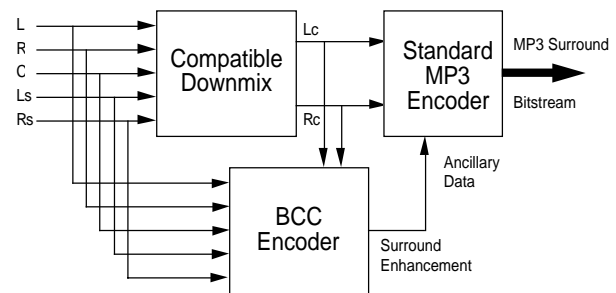 L
R
C
Ls
Rs
Compatible
Downmix
Lc
Rc
Standard
MP3
Encoder
MP3 Surround
Bitstream
BCC
Encoder
Ancillary
Data
Surround
Enhancement